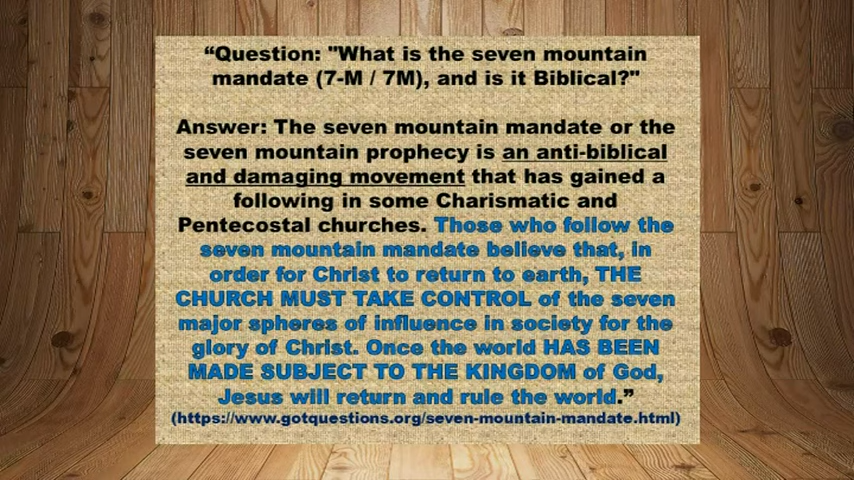 “Question: "What is the seven mountain
mandate (7-M / 7M), and is it Biblical?"
Answer: The seven mountain mandate or the
seven mountain prophecy is an anti-biblical
and damaging movement that has gained a
following in some Charismatic and
Pentecostal churches. Those who follow the
seven mountain mandate believe that, in
order for Christ to return to earth, THE
CHURCH MUST TAKE CONTROL of the seven
major spheres of influence in society for the
glory of Christ. Once the world HAS BEEN
MADE SUBJECT TO THE KINGDOM of God,
Jesus will return and rule the world.”
(https://www.gotquestions.org/seven-mountain-mandate.html)